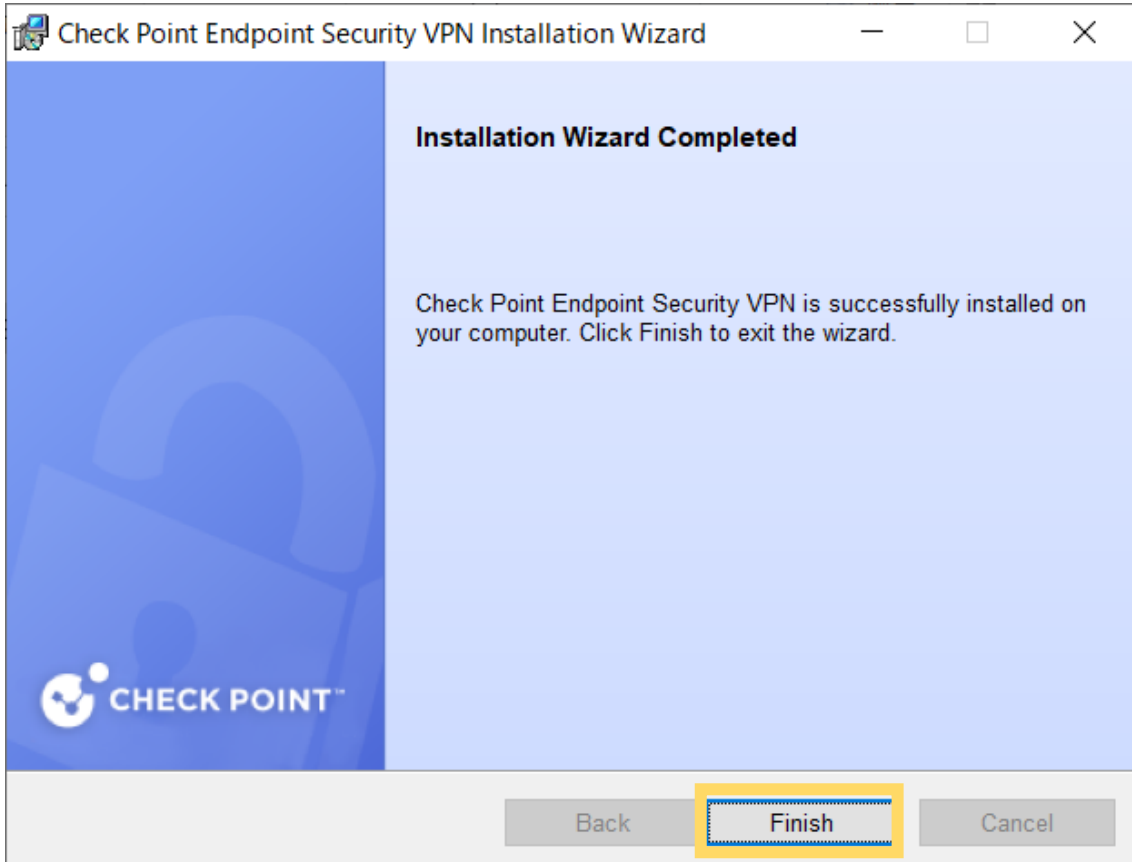 Check Point Endpoint Security VPN Installation Wizard
Installation Wizard Completed
Check Point Endpoint Security VPN is successfully installed on
your computer. Click Finish to exit the wizard.
CHECK POINT™
Back Finish Cancel